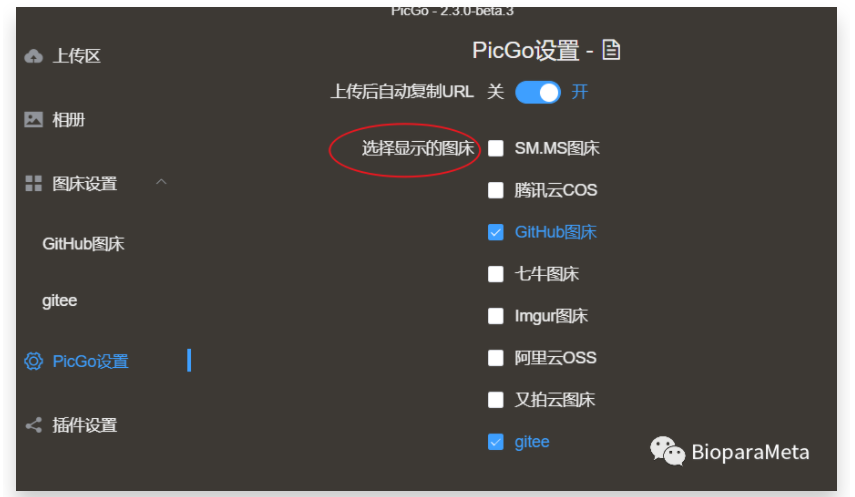 PicGo - 2.3.0-beta.3
上传区
相册
图床设置
GitHub图床
gitee
PicGo设置
插件设置
PicGo设置 -
上传后自动复制URL 关 开
选择显示的图床
SM.MS图床
腾讯云COS
GitHub图床
七牛图床
Imgur图床
阿里云OSS
又拍云图床
gitee
BioparaMeta